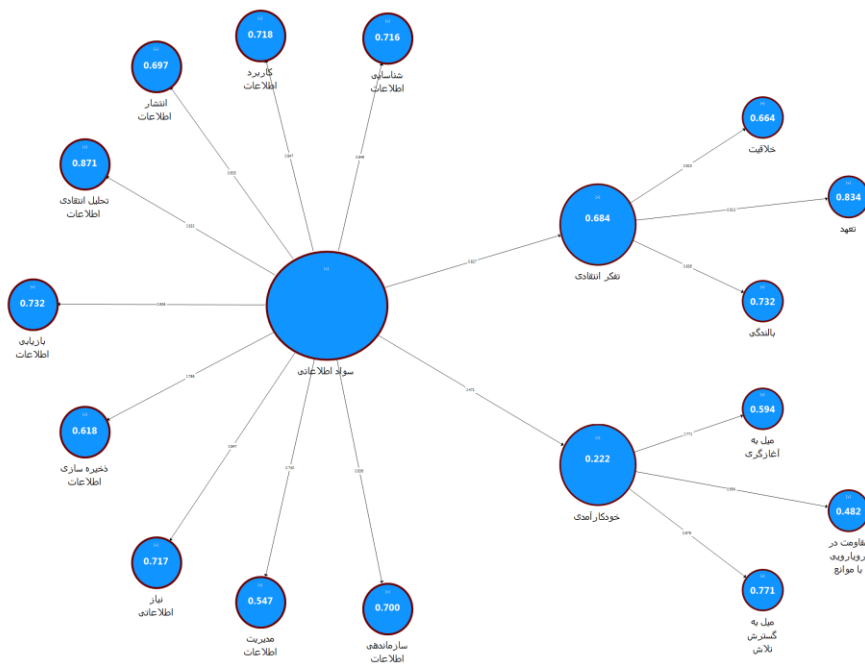 0.718
کاربرد
اطلاعات
0.716
شناسایی
اطلاعات
0.697
انتشار
اطلاعات
0.664
خلاقیت
0.871
تحلیل انتقادی
اطلاعات
0.834
تعهد
0.684
تفکر انتقادی
0.732
بالندگی
0.732
بازیابی
اطلاعات
سواد اطلاعاتی
0.594
میل به
آغازگری
0.618
ذخیره سازی
اطلاعات
0.222
خودکارآمدی
0.482
مقاومت در
رویارویی
با موانع
0.717
نیاز
اطلاعاتی
0.547
مدیریت
اطلاعات
0.700
سازماندهی
اطلاعات
0.771
میل به
گسترش
تلاش